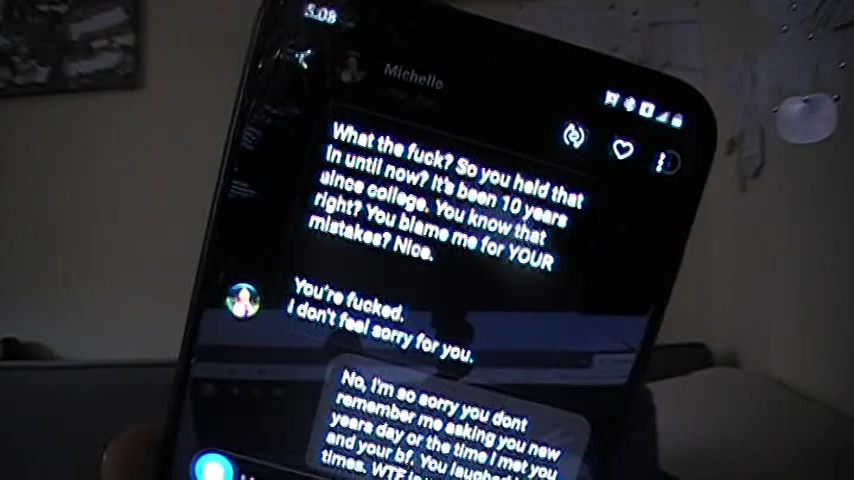 5:08
Michelle
What the fuck? So you held that
in until now? It's been 10 years
since college. You know that
right? You blame me for YOUR
mistakes? Nice.
You're fucked.
I don't feel sorry for you.
No, I'm so sorry you dont
remember me asking you new
years day or the time I met you
and your bf. You laughed
times. WTF